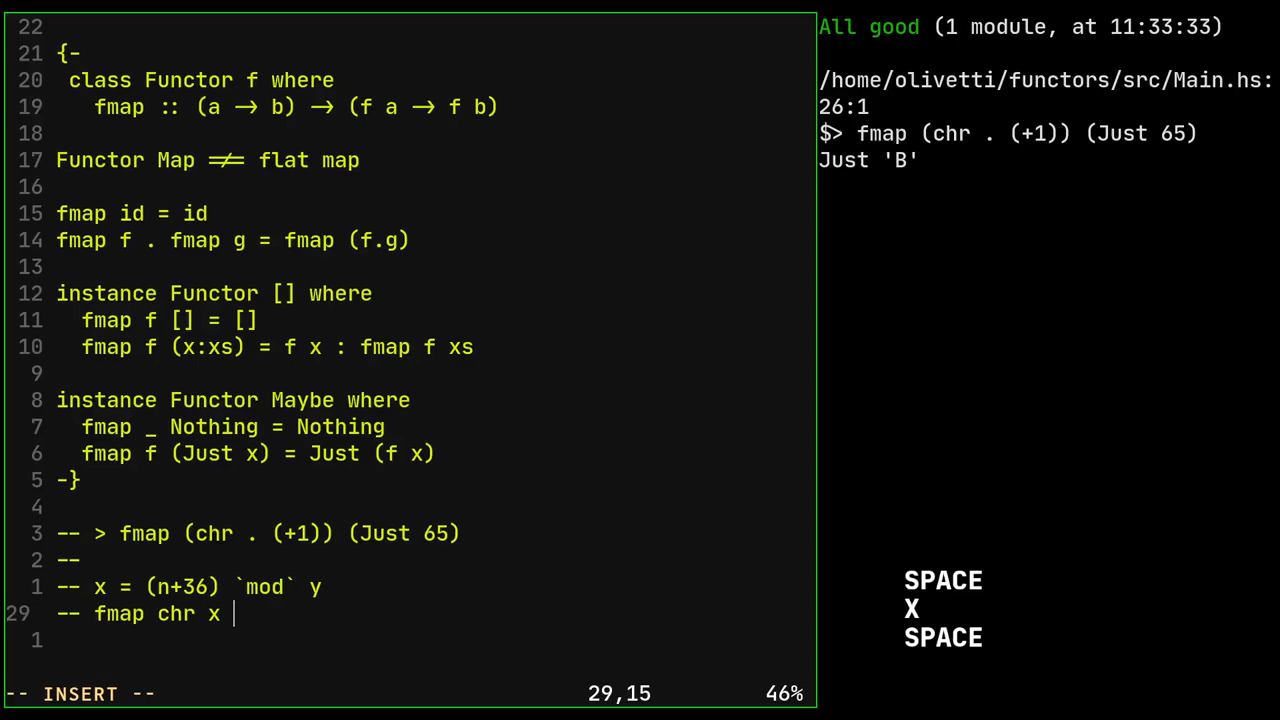 22
21 {-
20  class Functor f where
19    fmap :: (a -> b) -> (f a -> f b)
18
17 Functor Map =/= flat map
16
15 fmap id = id
14 fmap f . fmap g = fmap (f.g)
13
12 instance Functor [] where
11   fmap f [] = []
10   fmap f (x:xs) = f x : fmap f xs
9
8 instance Functor Maybe where
7   fmap _ Nothing = Nothing
6   fmap f (Just x) = Just (f x)
5 -}
4
3 -- > fmap (chr . (+1)) (Just 65)
2 --
1 -- x = (n+36) `mod` y
29 -- fmap chr x
1
-- INSERT -- 29,15 46%
All good (1 module, at 11:33:33)
/home/olivetti/functors/src/Main.hs:
26:1
$> fmap (chr . (+1)) (Just 65)
Just 'B'
SPACE
X
SPACE